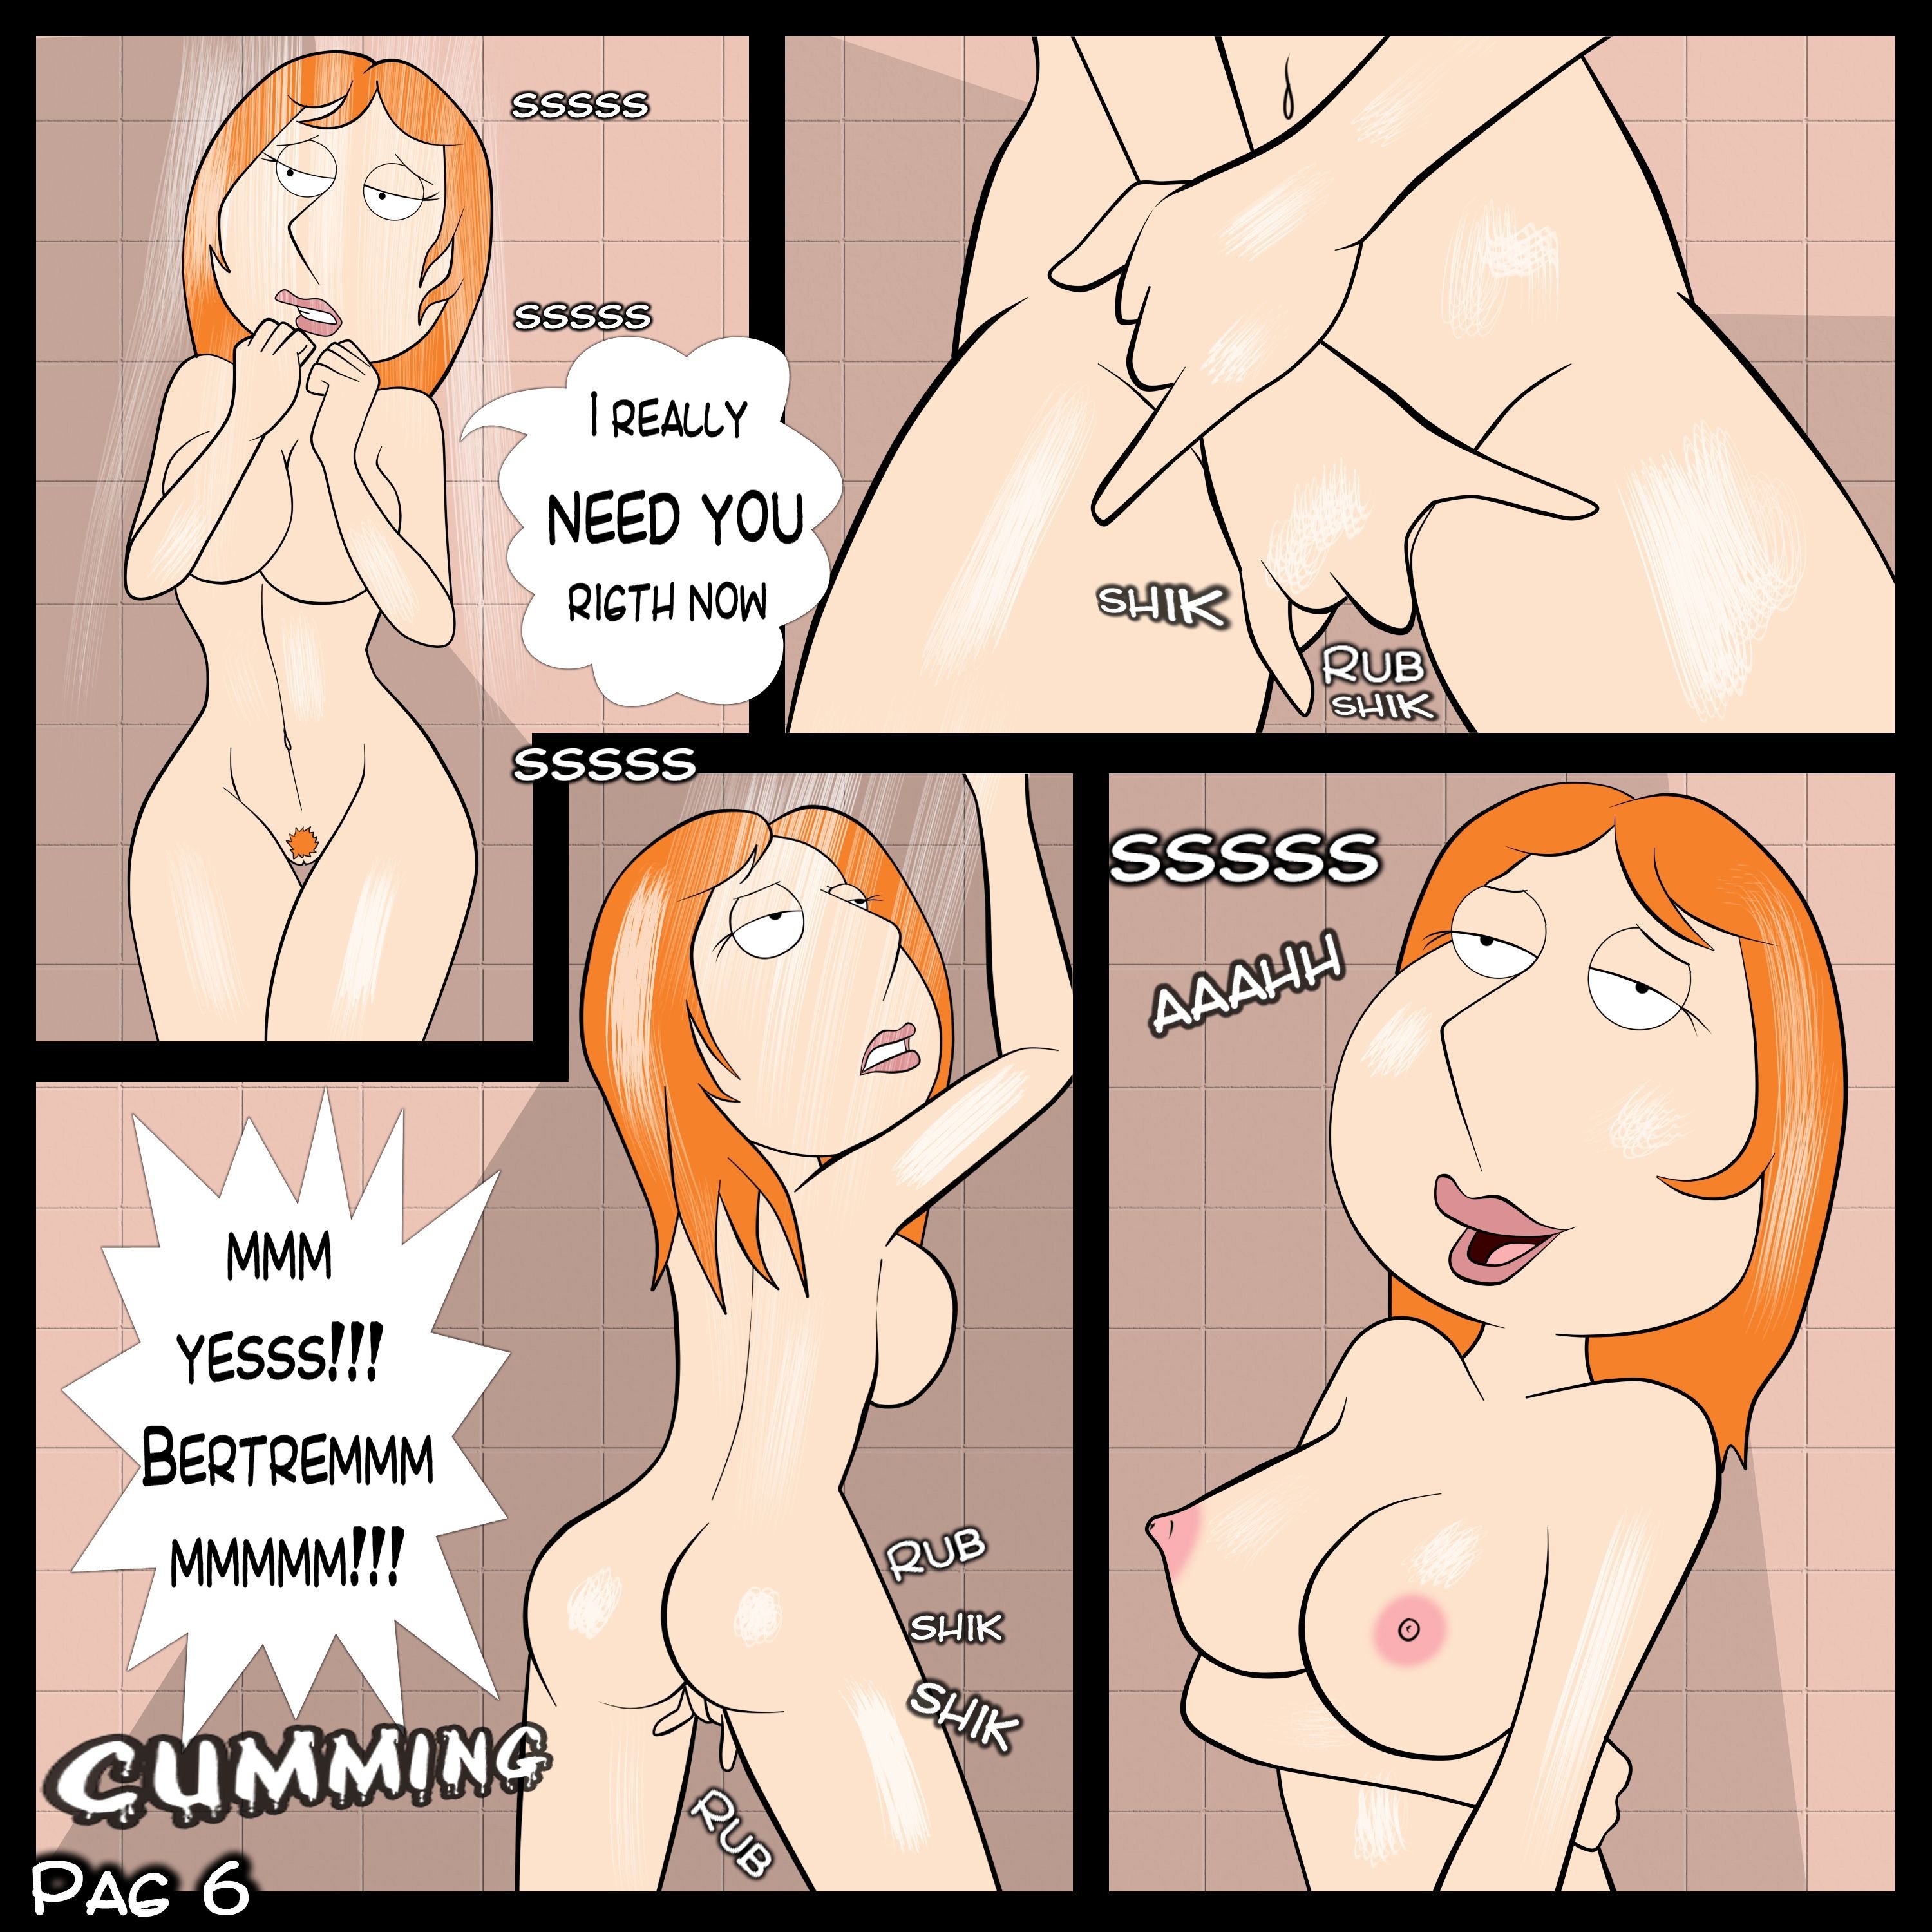 SSSSS
SSSSS
I REALLY
NEED YOU
RIGTH NOW
SSSSS
SHIK
RUB
SHIK
SSSSS
AAAHH
MMM
YESSS!!!
BERTREMMM
MMMMM!!!
CUMMING
RUB
SHIK
SHIK
RUB
PAG 6